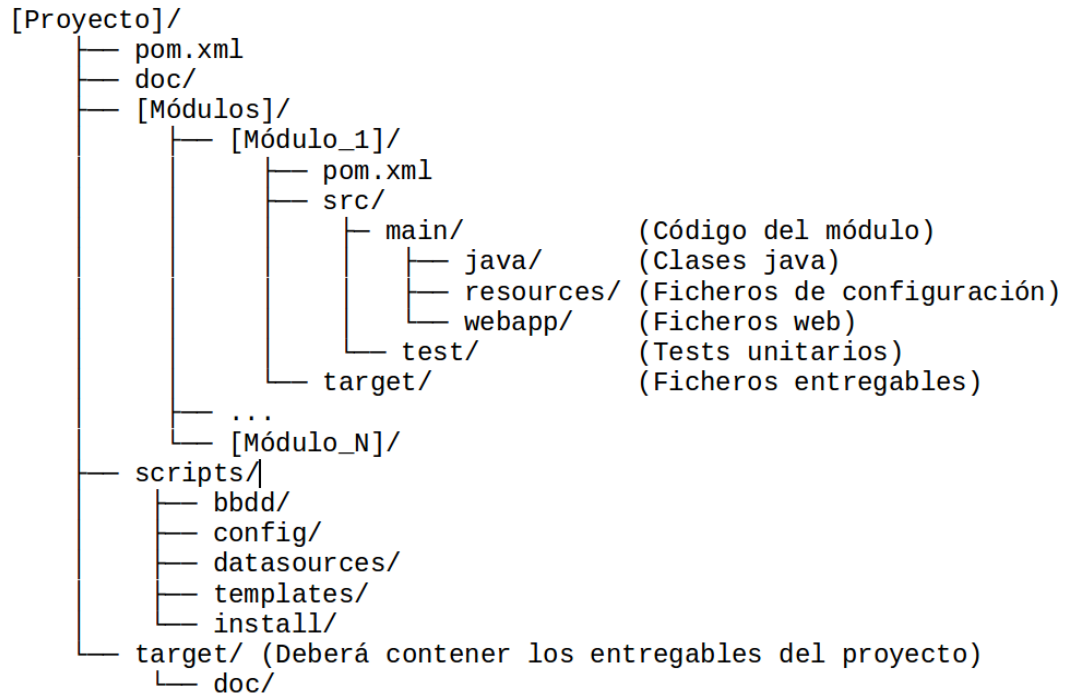 [Proyecto]/
├── pom.xml
├── doc/
├── [Módulos]/
│   ├── [Módulo_1]/
│   │   ├── pom.xml
│   │   ├── src/
│   │   │   ├─ main/ (Código del módulo)
│   │   │   │   ├── java/ (Clases java)
│   │   │   │   ├── resources/ (Ficheros de configuración)
│   │   │   │   └── webapp/ (Ficheros web)
│   │   │   └── test/ (Tests unitarios)
│   │   └── target/ (Ficheros entregables)
│   ├── ...
│   └── [Módulo_N]/
├── scripts/
│   ├── bbdd/
│   ├── config/
│   ├── datasources/
│   ├── templates/
│   └── install/
└── target/ (Deberá contener los entregables del proyecto)
    └── doc/